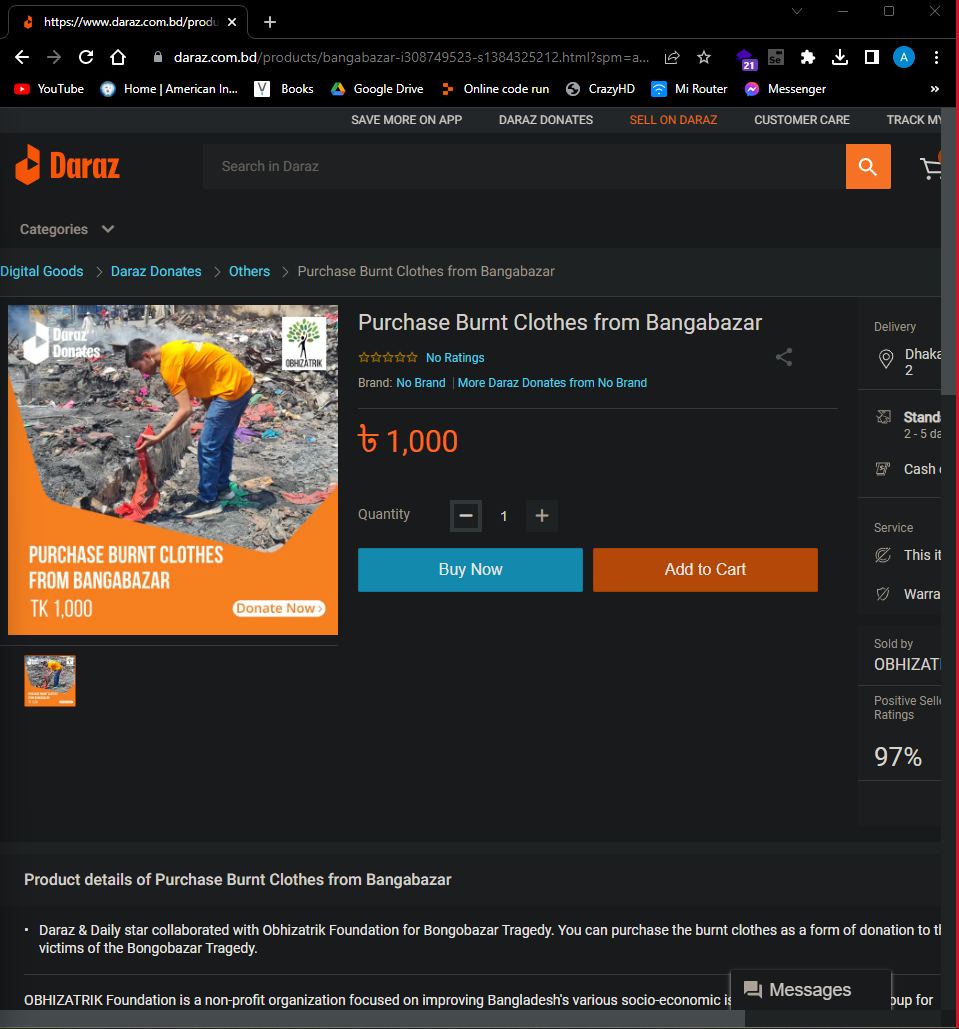 https://www.daraz.com.bd/produ
daraz.com.bd/products/bangabazar-i308749523-s1384325212.html?spm=a...
21
Se
A
YouTube
Home | American In...
Books
Google Drive
Online code run
CrazyHD
Mi Router
Messenger
»
SAVE MORE ON APP
DARAZ DONATES
SELL ON DARAZ
CUSTOMER CARE
TRACK MY
Daraz
Search in Daraz
Categories
Digital Goods > Daraz Donates > Others > Purchase Burnt Clothes from Bangabazar
Daraz
Donates
OBHIZATRIK
PURCHASE BURNT CLOTHES
FROM BANGABAZAR
TK 1,000
Donate Now ›
Purchase Burnt Clothes from Bangabazar
No Ratings
Brand: No Brand | More Daraz Donates from No Brand
৳ 1,000
Quantity
1
Buy Now
Add to Cart
Delivery
Dhaka
2
Stand
2 - 5 da
Cash
Service
This it
Warra
Sold by
OBHIZATI
Positive Selle
Ratings
97%
Product details of Purchase Burnt Clothes from Bangabazar
• Daraz & Daily star collaborated with Obhizatrik Foundation for Bongobazar Tragedy. You can purchase the burnt clothes as a form of donation to th
victims of the Bongobazar Tragedy.
OBHIZATRIK Foundation is a non-profit organization focused on improving Bangladesh's various socio-economic is
oup for
Messages